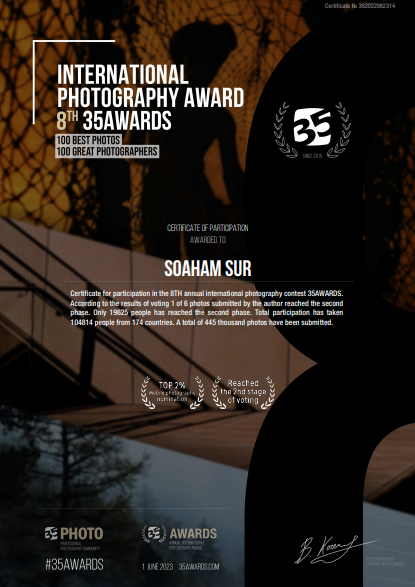 Certificate № 352022982314
INTERNATIONAL
PHOTOGRAPHY AWARD
8TH 35AWARDS
100 BEST PHOTOS
100 GREAT PHOTOGRAPHERS
35
SINCE 2015
CERTIFICATE OF PARTICIPATION
AWARDED TO
SOAHAM SUR
Certificate for participation in the 8TH annual international photography contest 35AWARDS.
According to the results of voting 1 of 6 photos submitted by the author reached the second
phase. Only 19625 people has reached the second phase. Total participation has taken
104814 people from 174 countries. A total of 445 thousand photos have been submitted.
TOP 2%
Mobile photography
nomination
Reached
the 2nd stage
of voting
35 PHOTO
PROFESSIONAL
PHOTOGRAPHY COMMUNITY
35 AWARDS
ANNUAL INTERNATIONAL
PHOTOGRAPHY AWARD
#35AWARDS
1 JUNE 2023 35AWARDS.COM